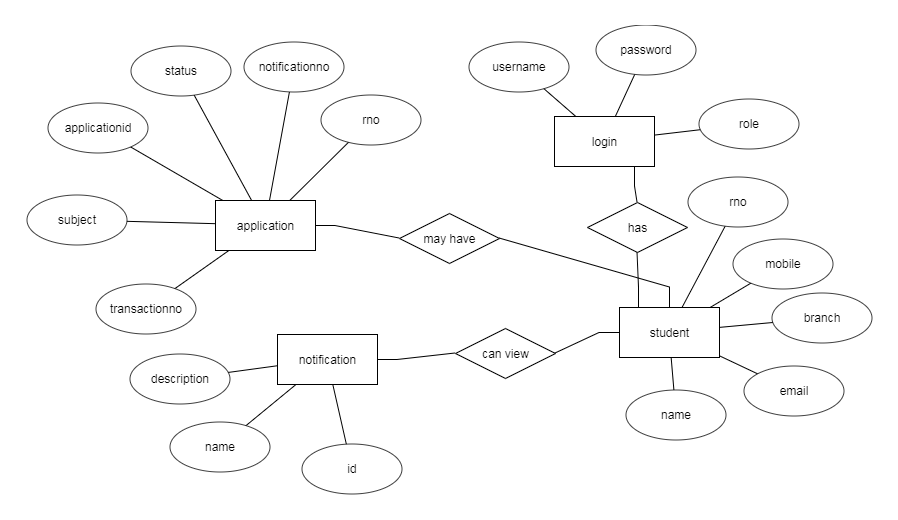 password
username
status
notificationno
rno
role
applicationid
login
rno
subject
application
has
may have
mobile
transactionno
branch
student
can view
notification
description
email
name
name
id